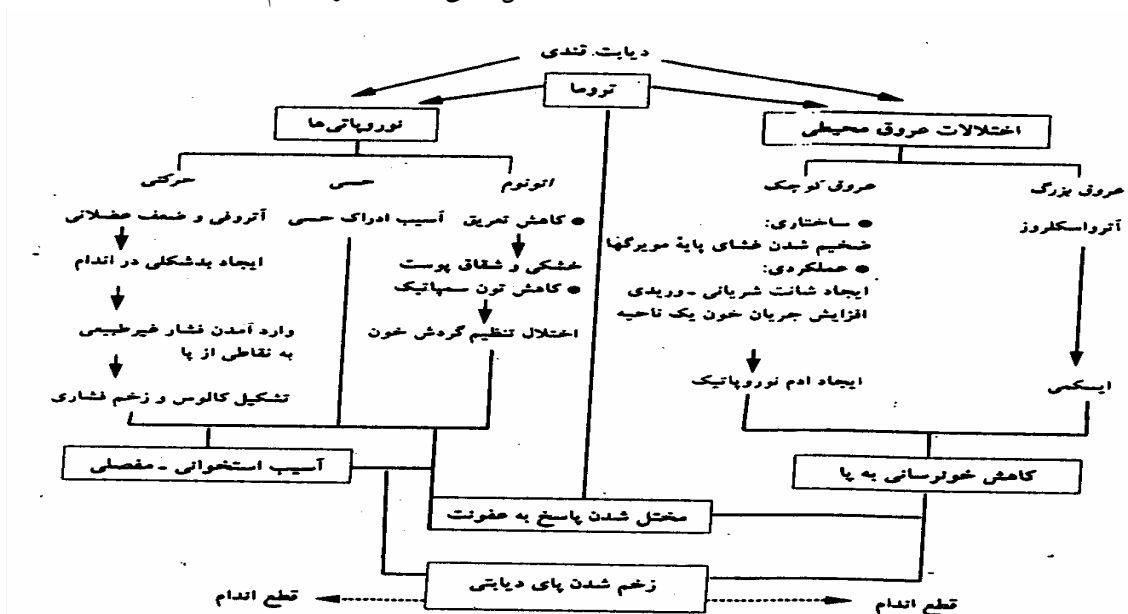 دیابت قندی
تروما
نوروپاتی‌ها
اختلالات عروق محیطی
اتونوم
حسی
حرکتی
عروق بزرگ
عروق کوچک
● کاهش تعریق
آسیب ادراک حسی
آتروفی و ضعف عضلانی
آترواسکلروز
● ساختاری:
ضخیم شدن غشای پایهٔ مویرگها
● عملکردی:
ایجاد شانت شریانی - وریدی
افزایش جریان خون یک ناحیه
خشکی و شقاق پوست
● کاهش تون سمپاتیک
ایجاد بدشکلی در اندام
اختلال تنظیم گردش خون
وارد آمدن فشار غیرطبیعی
به نقاطی از پا
تشکیل کالوس و زخم فشاری
ایجاد ادم نوروپاتیک
ایسکمی
آسیب استخوانی - مفصلی
کاهش خونرسانی به پا
مختل شدن پاسخ به عفونت
زخم شدن پای دیابتی
قطع اندام
قطع اندام